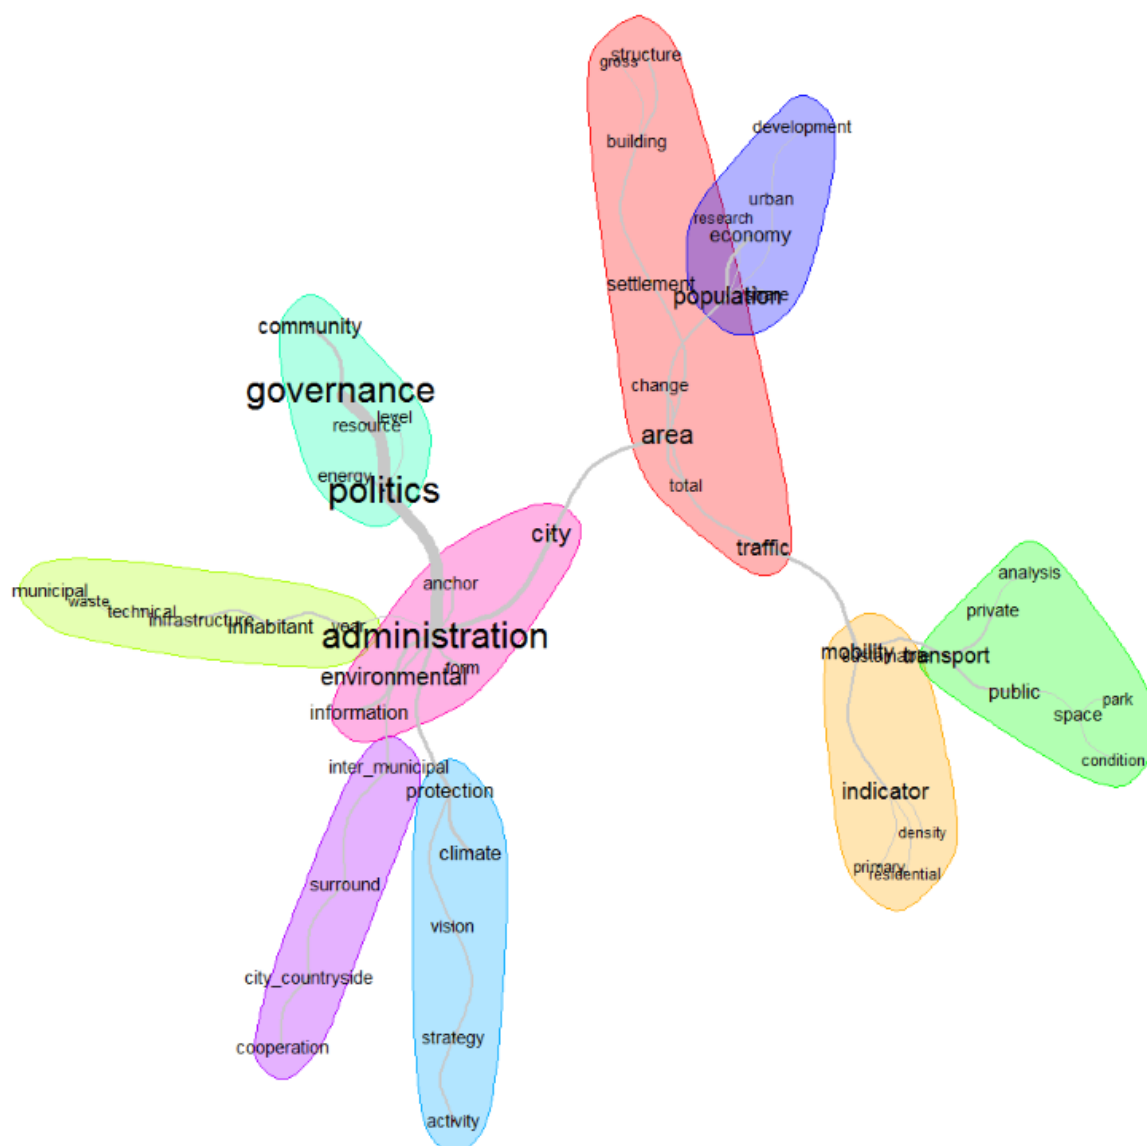 structure
gross
building
development
urban
research
economy
settlement
population
community
governance
level
resource
change
area
energy
politics
total
city
traffic
anchor
municipal
waste
technical
infrastructure
inhabitant
year
administration
environmental
form
information
analysis
private
mobility
transport
public
park
space
condition
inter_municipal
protection
indicator
density
climate
primary
residential
surround
vision
city_countryside
strategy
cooperation
activity